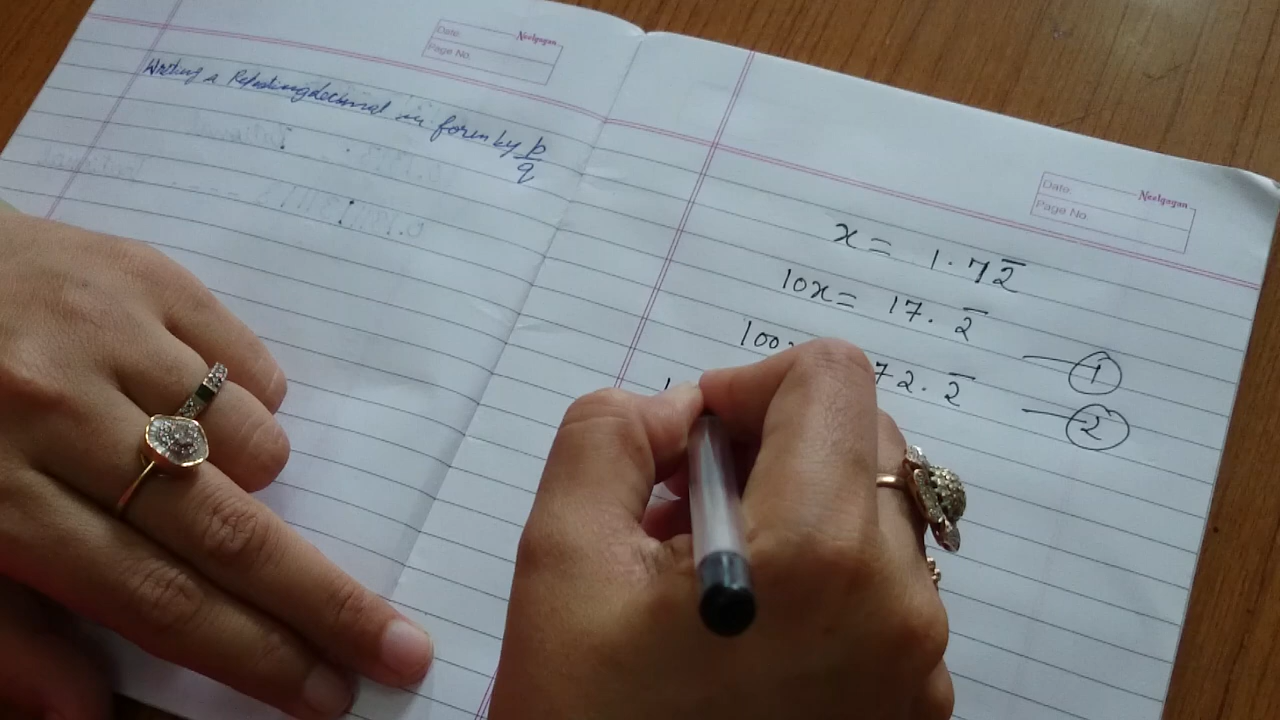 Date: Neelgagan
Page No.
Writing a Repeating decimal in form by p/q
Date: Neelgagan
Page No.
x = 1.72̅
10x = 17.2̅
①
100x 72.2̅
②